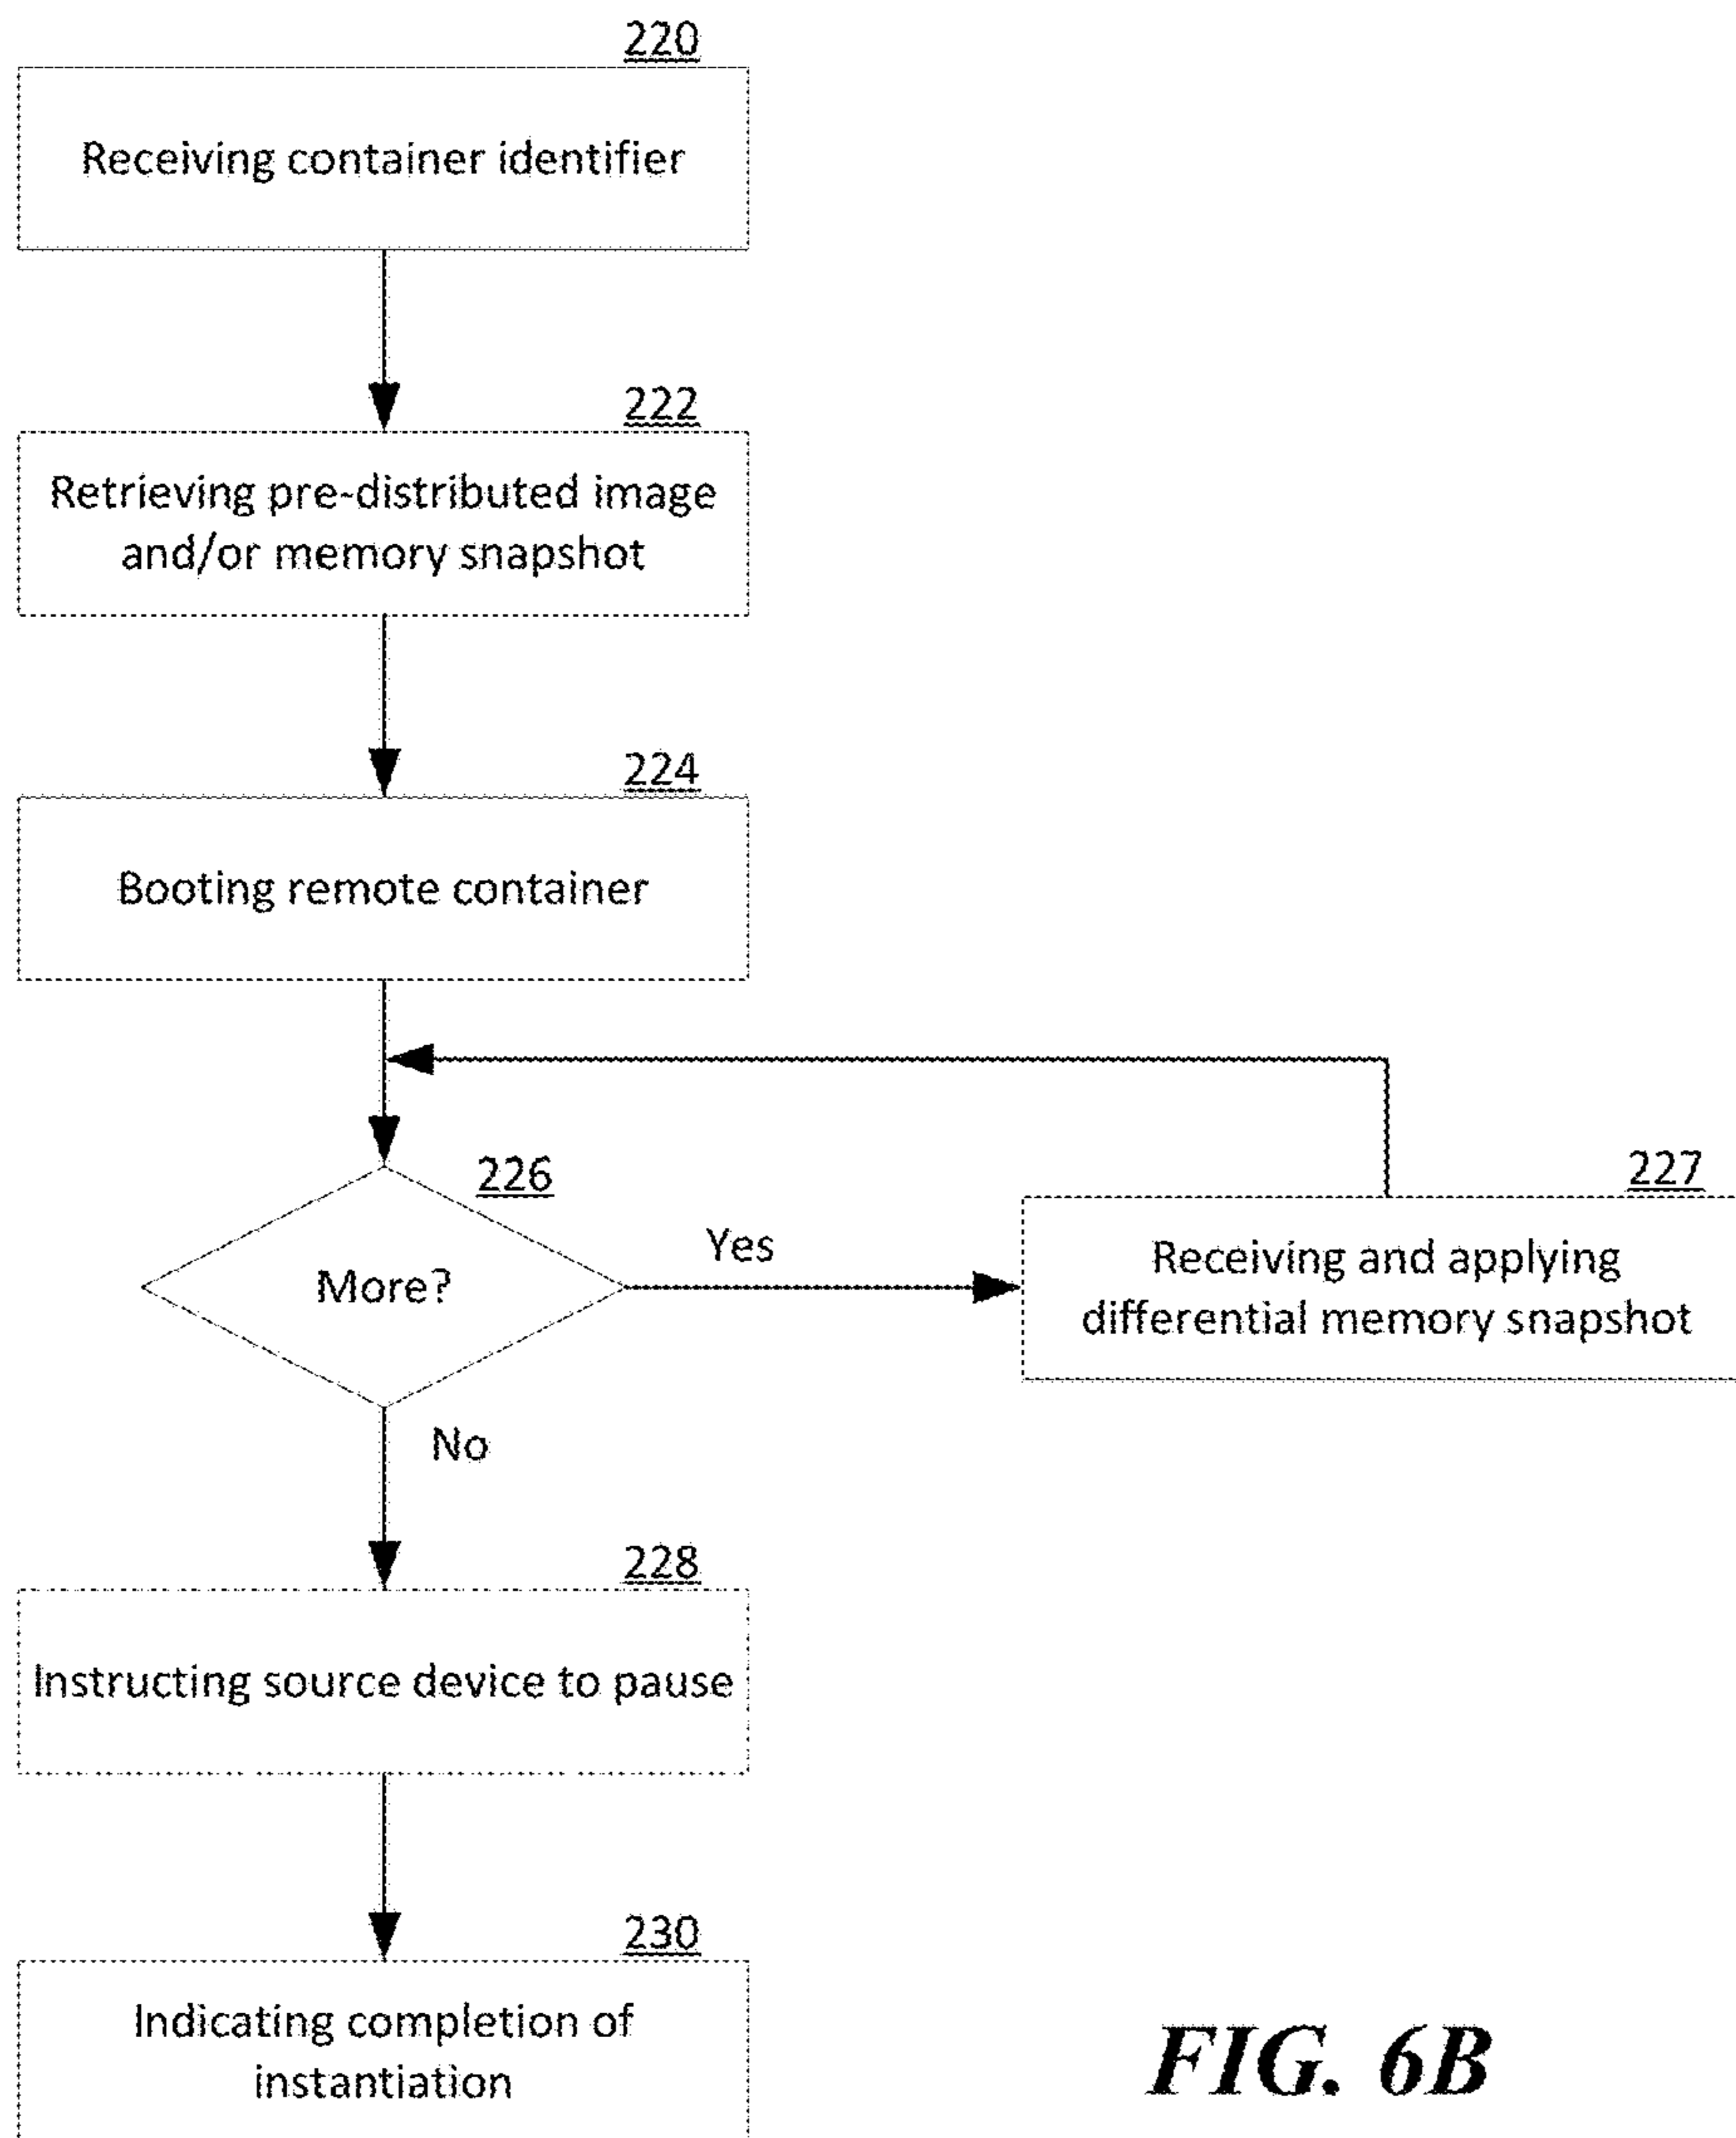 220
Receiving container identifier
222
Retrieving pre-distributed image
and/or memory snapshot
224
Booting remote container
226
More?
Yes
227
Receiving and applying
differential memory snapshot
No
228
Instructing source device to pause
230
Indicating completion of
instantiation
FIG. 6B